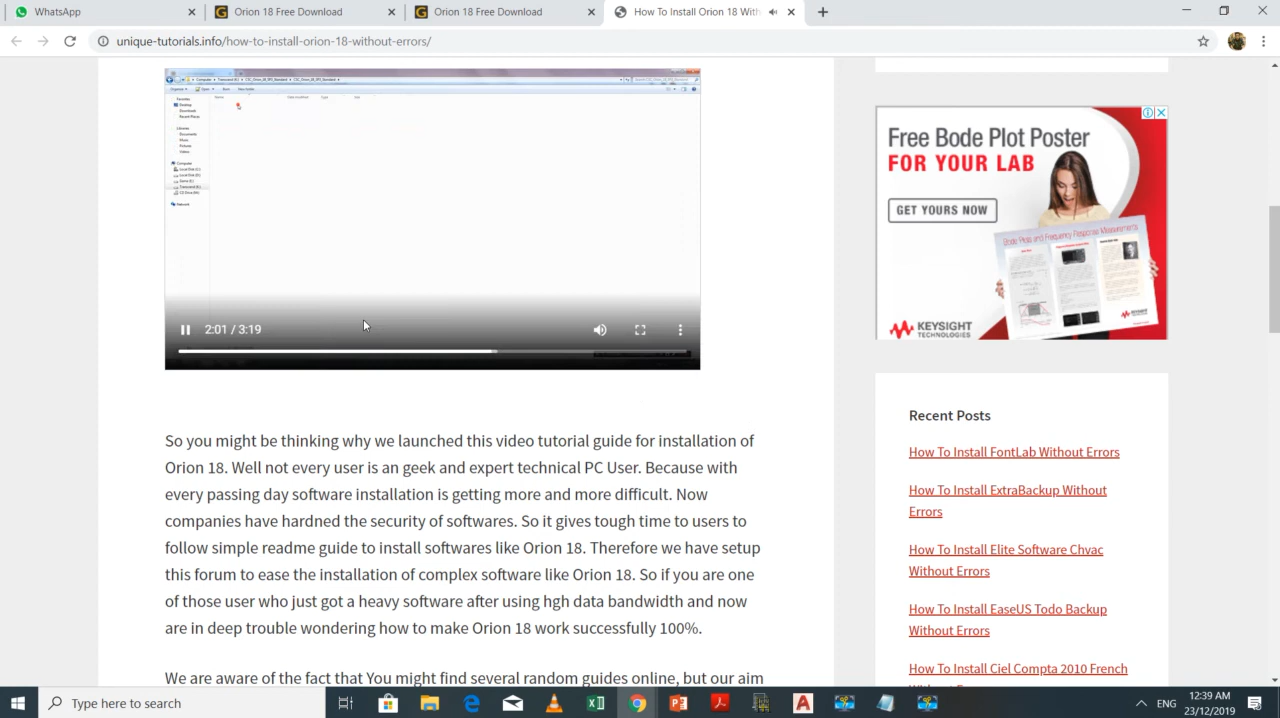 WhatsApp
Orion 18 Free Download
Orion 18 Free Download
How To Install Orion 18 With
unique-tutorials.info/how-to-install-orion-18-without-errors/
2:01 / 3:19
Free Bode Plot Poster
FOR YOUR LAB
GET YOURS NOW
Bode Plots and Frequency Response Measurements
KEYSIGHT
TECHNOLOGIES
So you might be thinking why we launched this video tutorial guide for installation of
Orion 18. Well not every user is an geek and expert technical PC User. Because with
every passing day software installation is getting more and more difficult. Now
companies have hardned the security of softwares. So it gives tough time to users to
follow simple readme guide to install softwares like Orion 18. Therefore we have setup
this forum to ease the installation of complex software like Orion 18. So if you are one
of those user who just got a heavy software after using hgh data bandwidth and now
are in deep trouble wondering how to make Orion 18 work successfully 100%.
We are aware of the fact that You might find several random guides online, but our aim
Recent Posts
How To Install FontLab Without Errors
How To Install ExtraBackup Without
Errors
How To Install Elite Software Chvac
Without Errors
How To Install EaseUS Todo Backup
Without Errors
How To Install Ciel Compta 2010 French
Type here to search
ENG
12:39 AM
23/12/2019